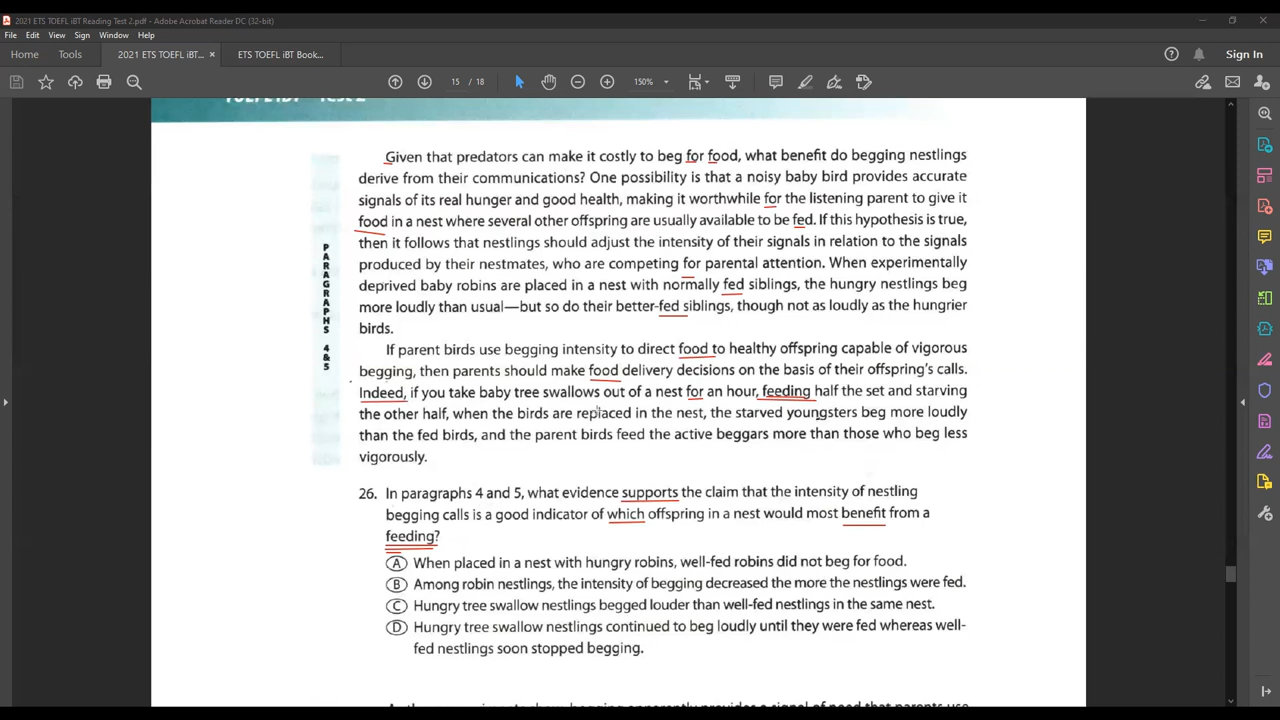 2021 ETS TOEFL iBT Reading Test 2.pdf - Adobe Acrobat Reader DC (32-bit)
File Edit View Sign Window Help
Home Tools 2021 ETS TOEFL iBT... × ETS TOEFL iBT Book... Sign In
15 / 18 150%
TOEFL iBT Test 2
Given that predators can make it costly to beg for food, what benefit do begging nestlings
derive from their communications? One possibility is that a noisy baby bird provides accurate
signals of its real hunger and good health, making it worthwhile for the listening parent to give it
food in a nest where several other offspring are usually available to be fed. If this hypothesis is true,
then it follows that nestlings should adjust the intensity of their signals in relation to the signals
produced by their nestmates, who are competing for parental attention. When experimentally
deprived baby robins are placed in a nest with normally fed siblings, the hungry nestlings beg
more loudly than usual—but so do their better-fed siblings, though not as loudly as the hungrier
birds.
PARAGRAPHS 4&5
If parent birds use begging intensity to direct food to healthy offspring capable of vigorous
begging, then parents should make food delivery decisions on the basis of their offspring's calls.
Indeed, if you take baby tree swallows out of a nest for an hour, feeding half the set and starving
the other half, when the birds are replaced in the nest, the starved youngsters beg more loudly
than the fed birds, and the parent birds feed the active beggars more than those who beg less
vigorously.
26. In paragraphs 4 and 5, what evidence supports the claim that the intensity of nestling
begging calls is a good indicator of which offspring in a nest would most benefit from a
feeding?
A When placed in a nest with hungry robins, well-fed robins did not beg for food.
B Among robin nestlings, the intensity of begging decreased the more the nestlings were fed.
C Hungry tree swallow nestlings begged louder than well-fed nestlings in the same nest.
D Hungry tree swallow nestlings continued to beg loudly until they were fed whereas well-
fed nestlings soon stopped begging.